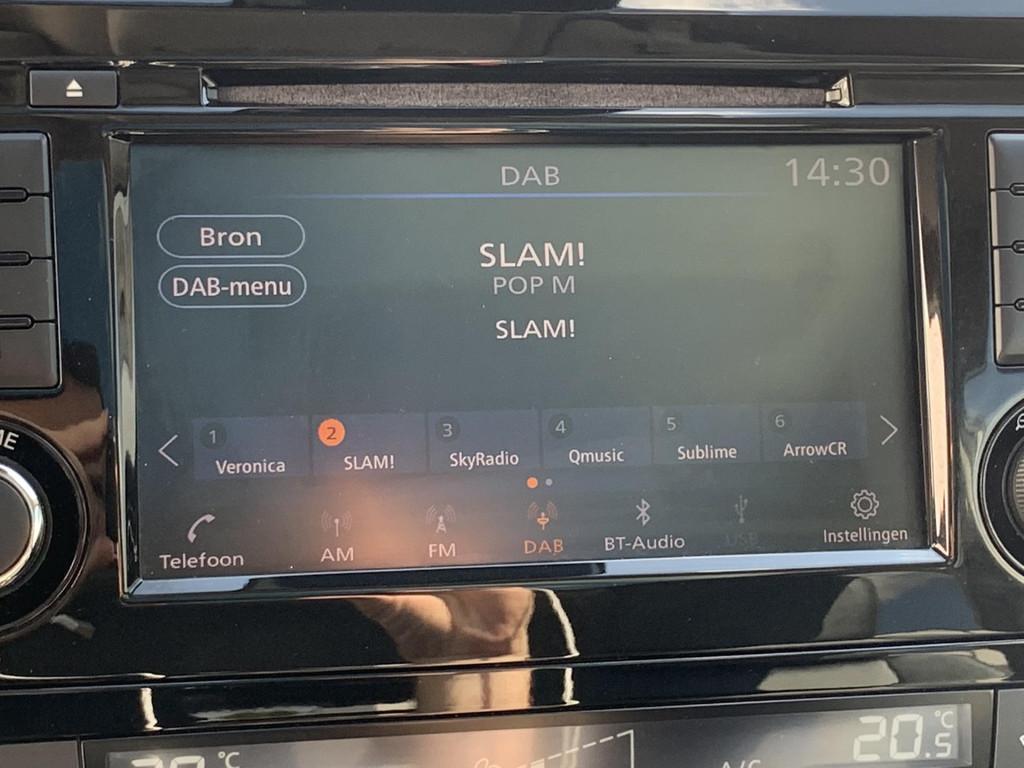 DAB
14:30
Bron
SLAM!
DAB-menu
POP M
SLAM!
1 Veronica
2 SLAM!
3 SkyRadio
4 Qmusic
5 Sublime
6 ArrowCR
Telefoon
AM
FM
DAB
BT-Audio
USB
Instellingen
°C
20.5 °C